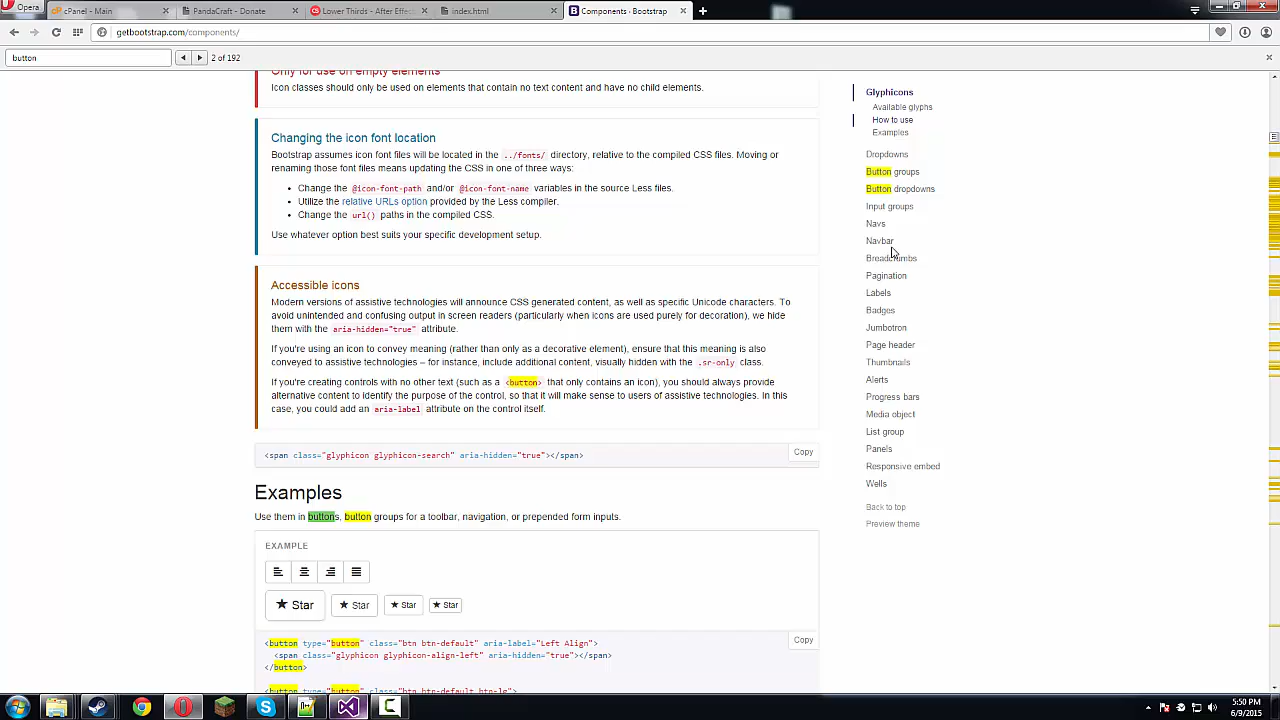 Opera
cPanel - Main
PandaCraft - Donate
Lower Thirds - After Effec
index.html
Components · Bootstrap
getbootstrap.com/components/
button
2 of 192
Only for use on empty elements
Icon classes should only be used on elements that contain no text content and have no child elements.
Changing the icon font location
Bootstrap assumes icon font files will be located in the ../fonts/ directory, relative to the compiled CSS files. Moving or
renaming those font files means updating the CSS in one of three ways:
Change the @icon-font-path and/or @icon-font-name variables in the source Less files.
Utilize the relative URLs option provided by the Less compiler.
Change the url() paths in the compiled CSS.
Use whatever option best suits your specific development setup.
Accessible icons
Modern versions of assistive technologies will announce CSS generated content, as well as specific Unicode characters. To
avoid unintended and confusing output in screen readers (particularly when icons are used purely for decoration), we hide
them with the aria-hidden="true" attribute.
If you're using an icon to convey meaning (rather than only as a decorative element), ensure that this meaning is also
conveyed to assistive technologies – for instance, include additional content, visually hidden with the .sr-only class.
If you're creating controls with no other text (such as a <button> that only contains an icon), you should always provide
alternative content to identify the purpose of the control, so that it will make sense to users of assistive technologies. In this
case, you could add an aria-label attribute on the control itself.
<span class="glyphicon glyphicon-search" aria-hidden="true"></span>
Copy
Examples
Use them in buttons, button groups for a toolbar, navigation, or prepended form inputs.
EXAMPLE
Star Star Star Star
<button type="button" class="btn btn-default" aria-label="Left Align">
Copy
<span class="glyphicon glyphicon-align-left" aria-hidden="true"></span>
</button>
<button type="button" class="btn btn-default btn-lg">
Glyphicons
Available glyphs
How to use
Examples
Dropdowns
Button groups
Button dropdowns
Input groups
Navs
Navbar
Breadcrumbs
Pagination
Labels
Badges
Jumbotron
Page header
Thumbnails
Alerts
Progress bars
Media object
List group
Panels
Responsive embed
Wells
Back to top
Preview theme
5:50 PM
6/9/2015